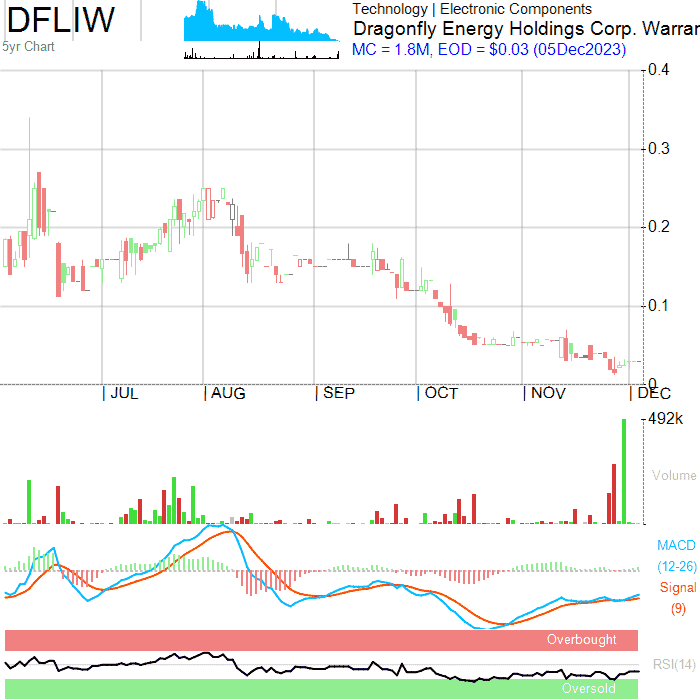 DFLIW
5yr Chart
Technology | Electronic Components
Dragonfly Energy Holdings Corp. Warran
MC = 1.8M, EOD = $0.03 (05Dec2023)
0.4
0.3
0.2
0.1
0
| JUL | AUG | SEP | OCT | NOV | DEC
492k
Volume
MACD
(12-26)
Signal
(9)
Overbought
RSI(14)
Oversold